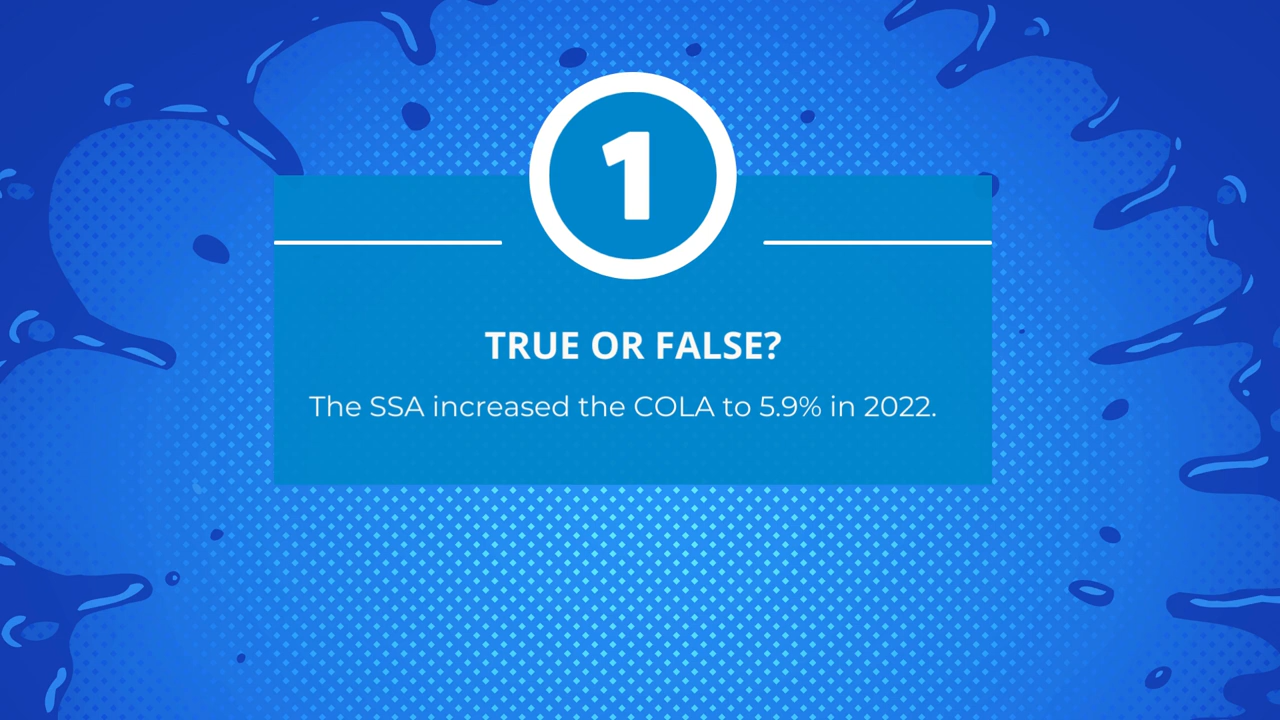 1
TRUE OR FALSE?
The SSA increased the COLA to 5.9% in 2022.